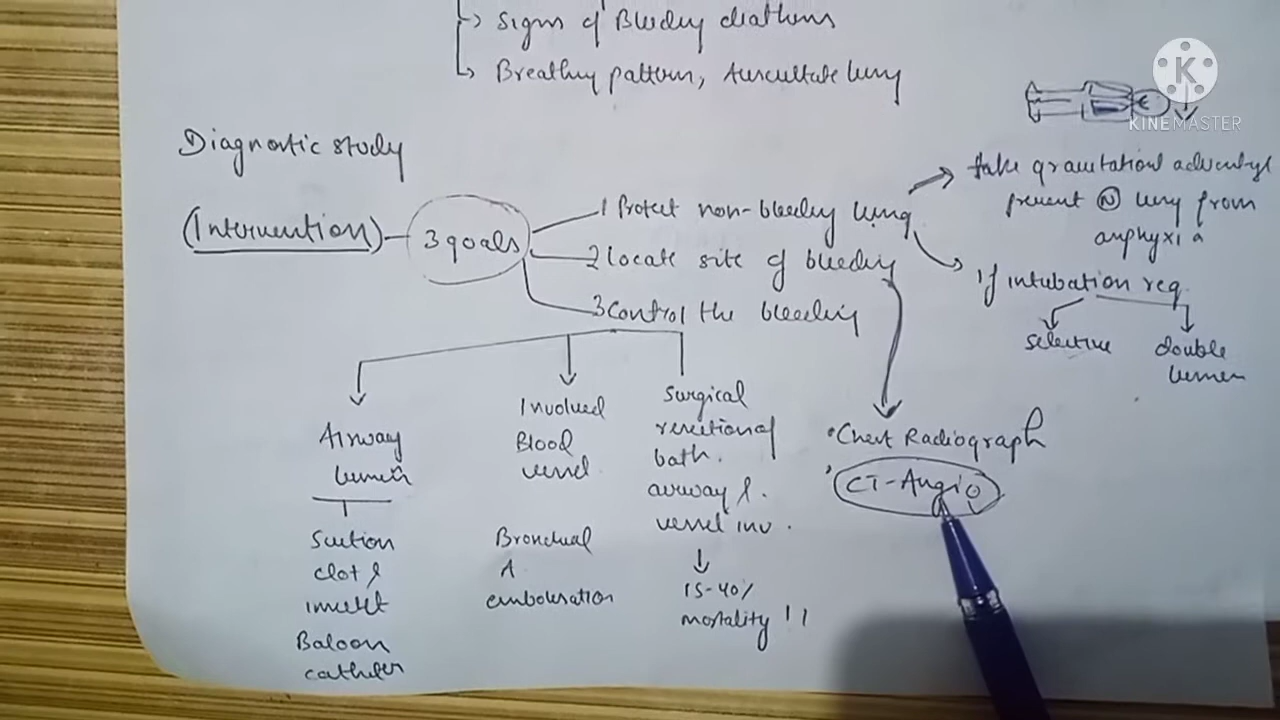 Signs of Bleeding diathesis
Breathing pattern, Auscultate lung
KINEMASTER
Diagnostic study
(Intervention)
3 goals
1 Protect non-bleeding lung
2 locate site of bleeding
3 Control the bleeding
take gravitational advantage
prevent N lung from
asphyxia
if intubation req.
selective
double
lumen
Airway
lumen
Suction
clot &
insert
Baloon
catheter
Involved
Blood
vessel
Bronchial
A
embolisation
Surgical
resection of
both
airway &
vessel inv.
15-40%
mortality !!
Chest Radiograph
CT-Angio